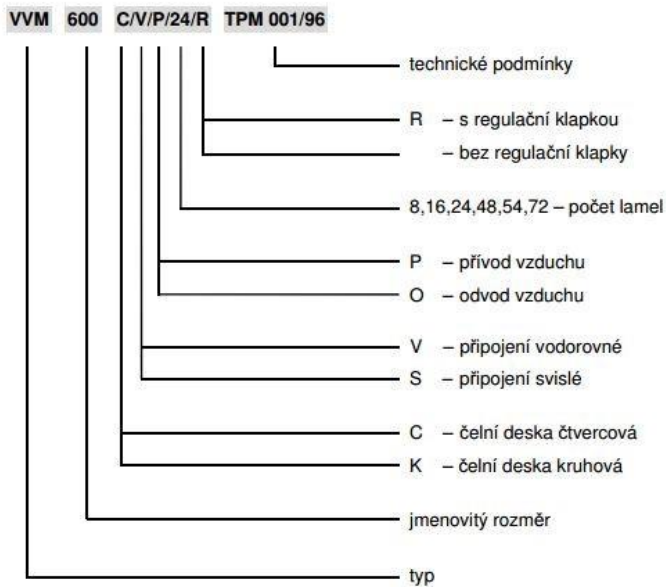 VVM 600 C/V/P/24/R TPM 001/96
technické podmínky
R – s regulační klapkou
– bez regulační klapky
8,16,24,48,54,72 – počet lamel
P – přívod vzduchu
O – odvod vzduchu
V – připojení vodorovné
S – připojení svislé
C – čelní deska čtvercová
K – čelní deska kruhová
jmenovitý rozměr
typ